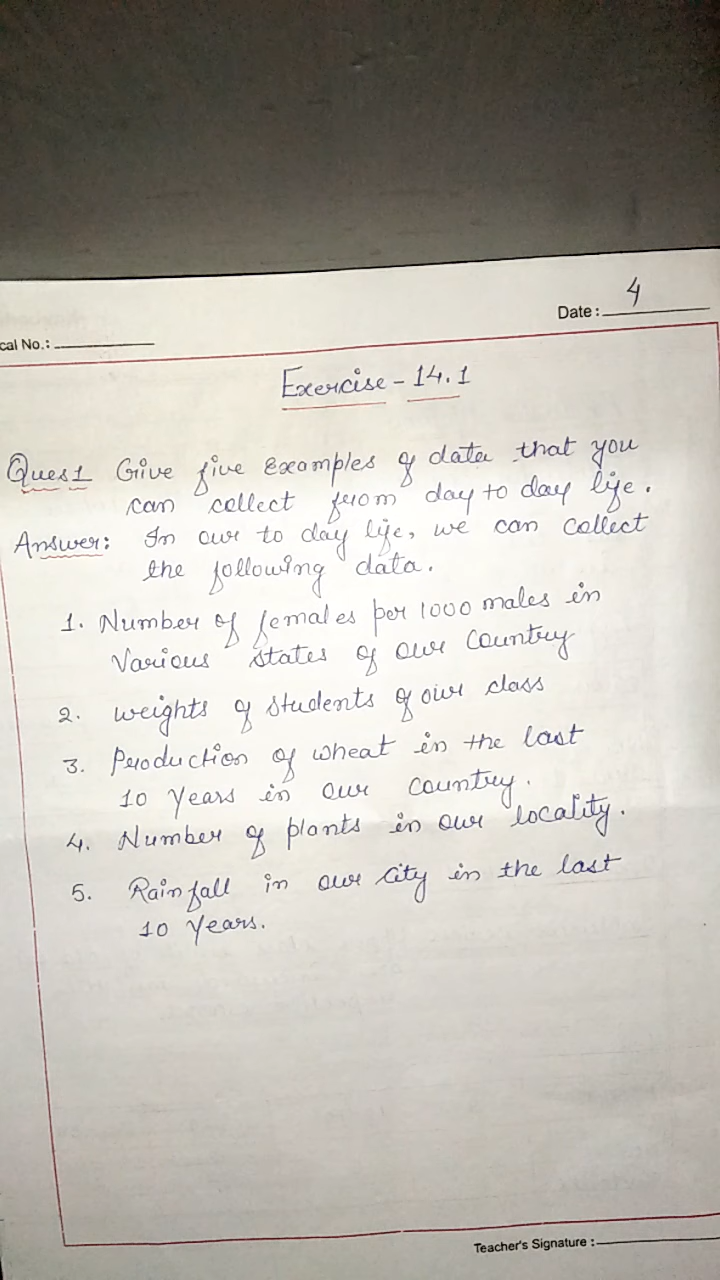 4
Date :
cal No. :
Exercise - 14.1
Ques 1 Give five Examples of data that you
can collect from day to day life.
Answer: In our to day life, we can collect
the following data.
1. Number of females per 1000 males in
Various states of our Country
2. weights of students of our class
3. Production of wheat in the last
10 Years in our country.
4. Number of plants in our locality.
5. Rainfall in our City in the last
10 Years.
Teacher's Signature :